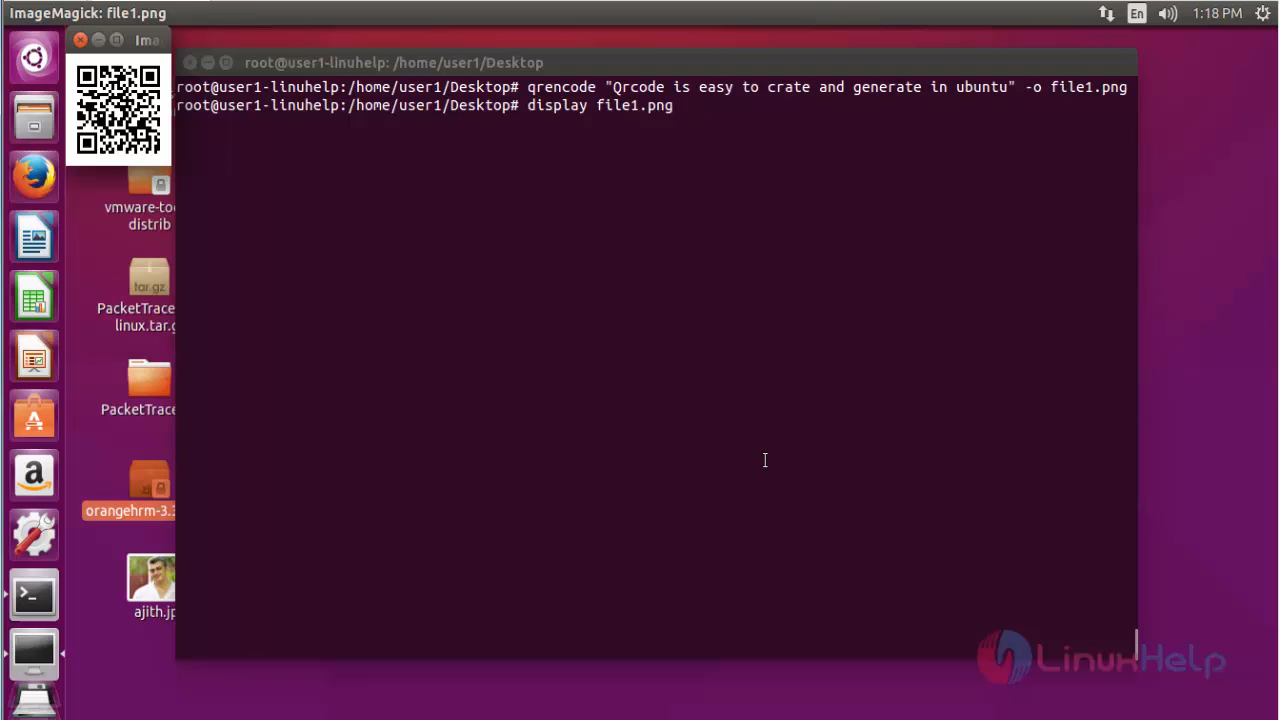 ImageMagick: file1.png
En
1:18 PM
Ima
root@user1-linuhelp: /home/user1/Desktop
root@user1-linuhelp:/home/user1/Desktop# qrencode "Qrcode is easy to crate and generate in ubuntu" -o file1.png
root@user1-linuhelp:/home/user1/Desktop# display file1.png
vmware-too
distrib
tar.gz
PacketTrace
linux.tar.g
PacketTrace
orangehrm-3.3
ajith.jp
LinuxHelp